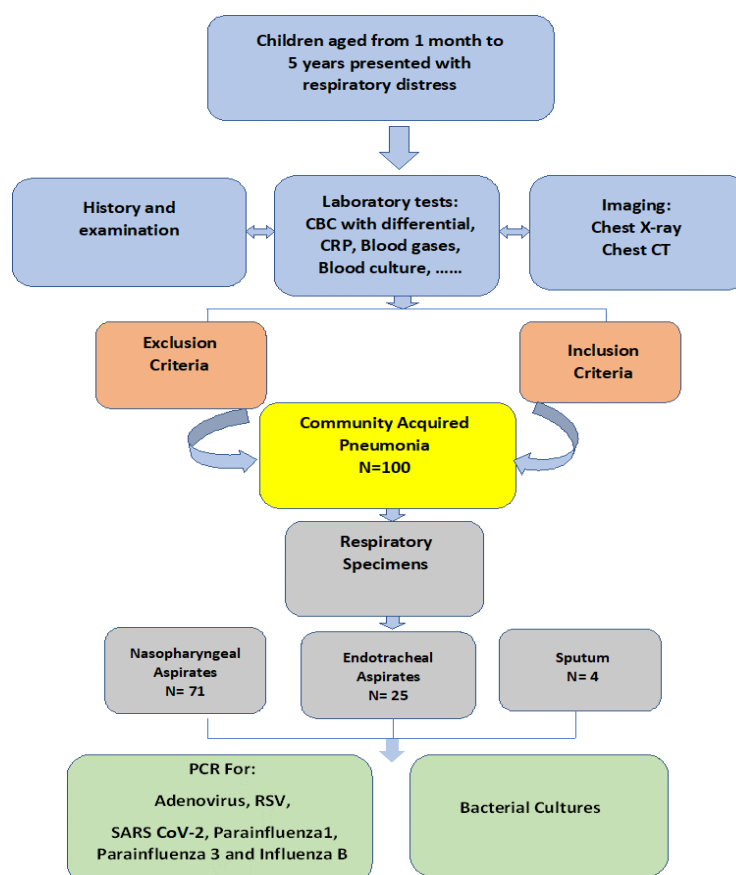 Children aged from 1 month to
5 years presented with
respiratory distress
History and
examination
Laboratory tests:
CBC with differential,
CRP, Blood gases,
Blood culture, ......
Imaging:
Chest X-ray
Chest CT
Exclusion
Criteria
Inclusion
Criteria
Community Acquired
Pneumonia
N=100
Respiratory
Specimens
Nasopharyngeal
Aspirates
N= 71
Endotracheal
Aspirates
N= 25
Sputum
N= 4
PCR For:
Adenovirus, RSV,
SARS CoV-2, Parainfluenza1,
Parainfluenza 3 and Influenza B
Bacterial Cultures